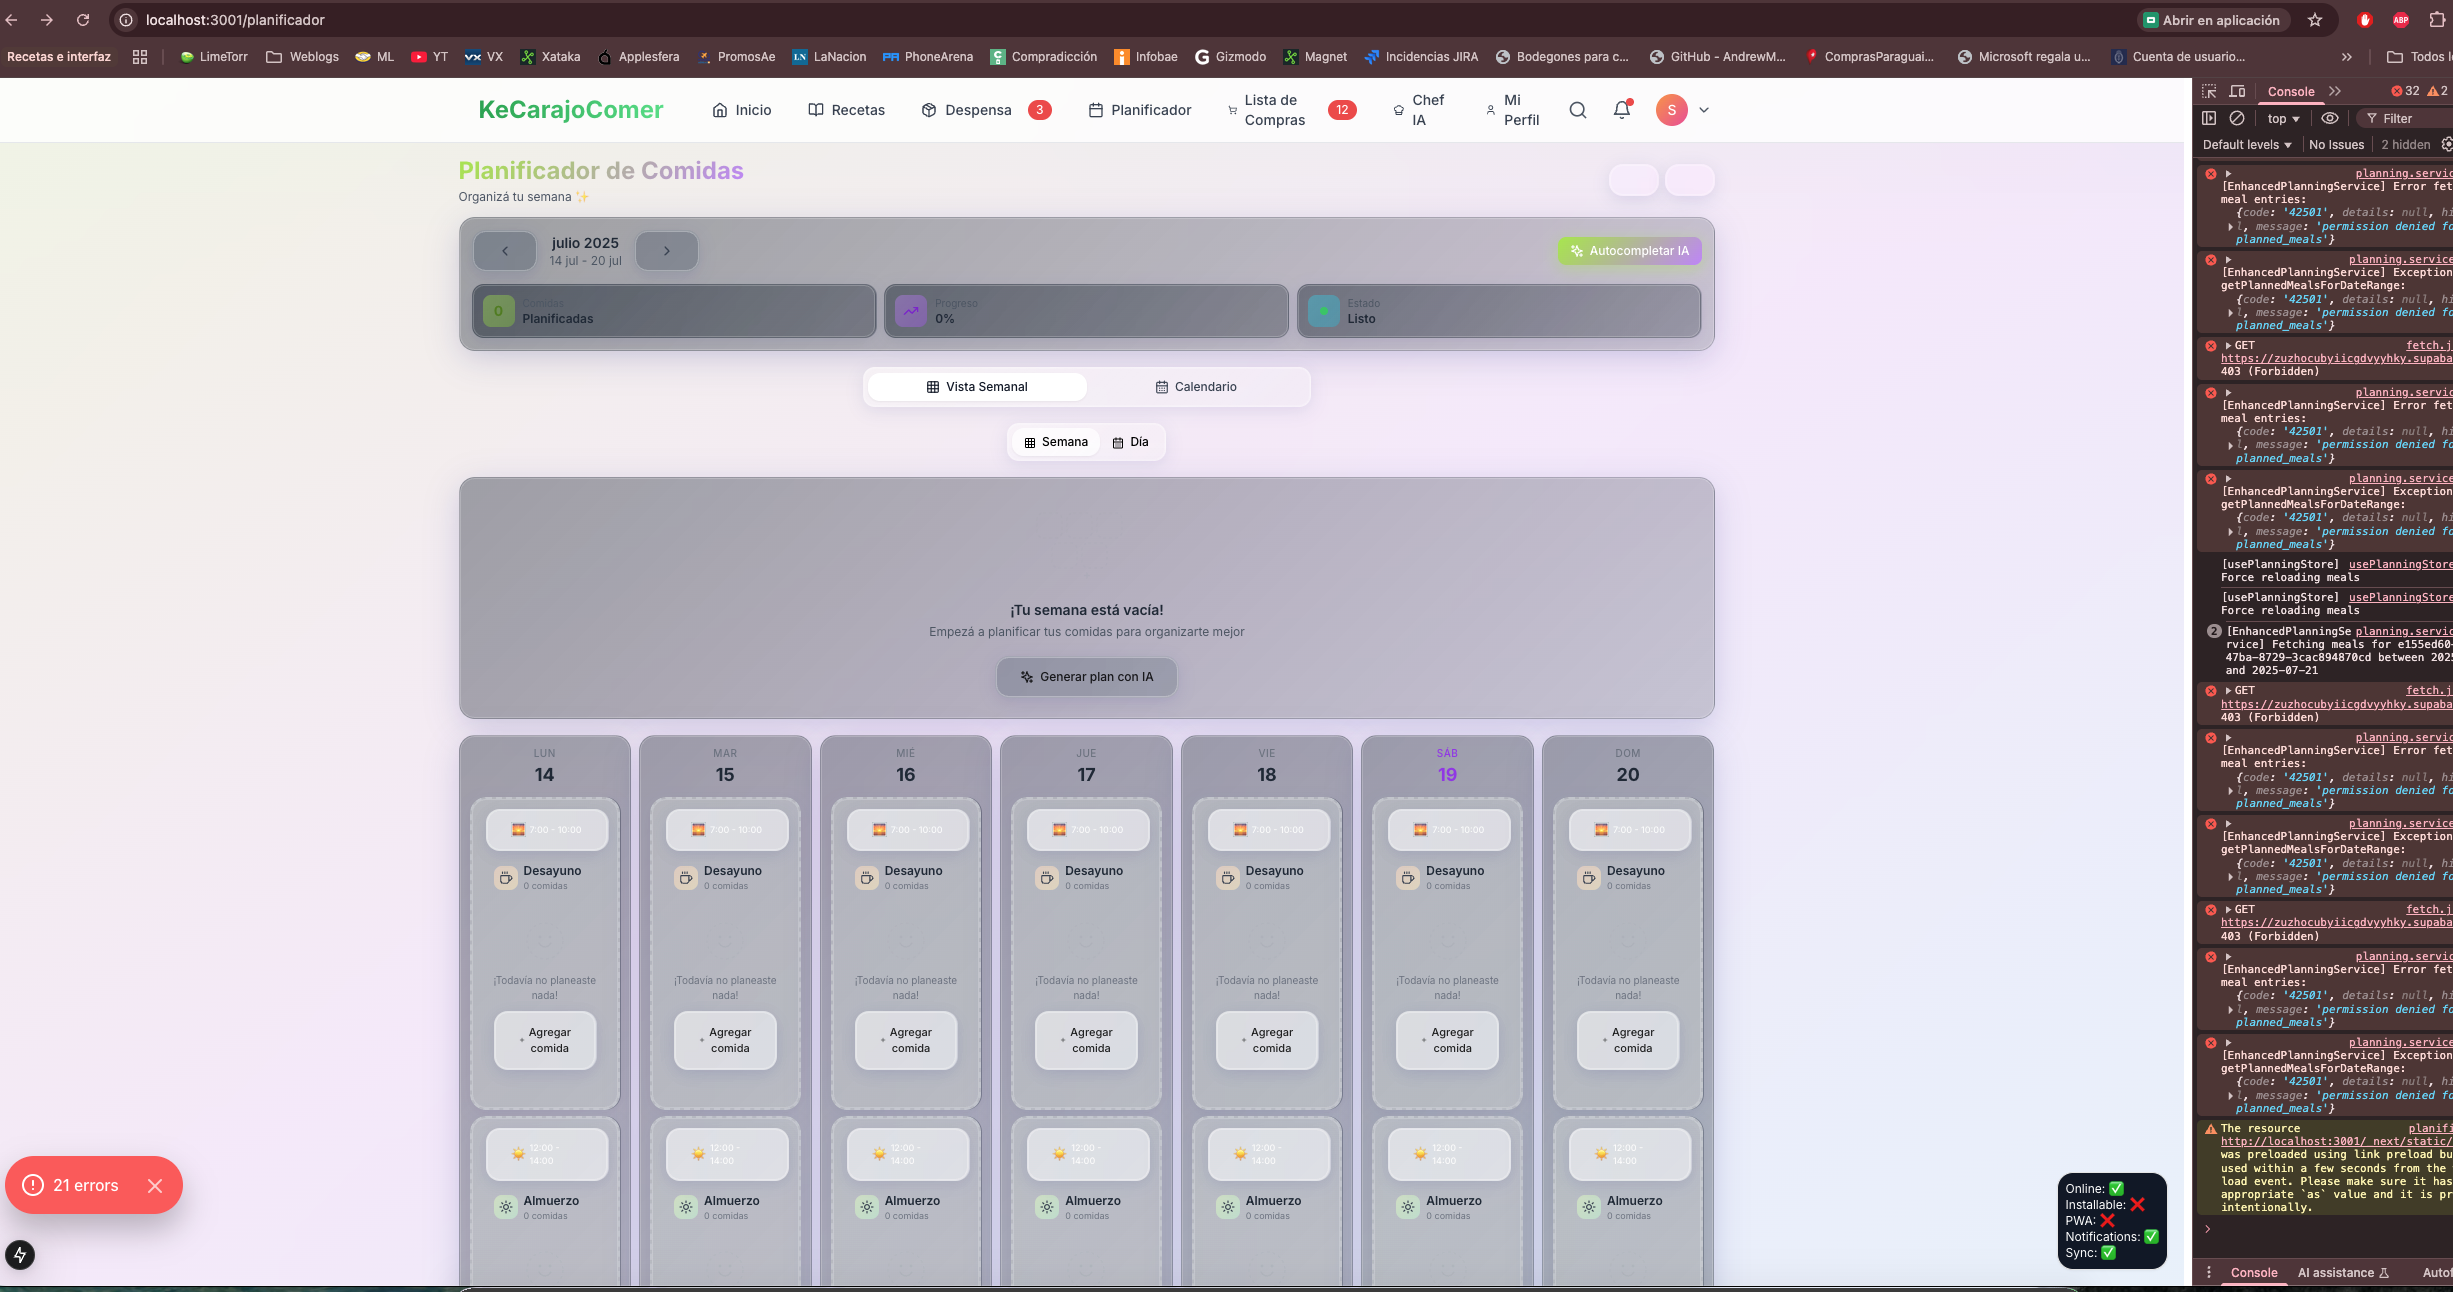 localhost:3001/planificador
Abrir en aplicación
ABP
Recetas e interfaz
LimeTorr
Weblogs
ML
YT
VX
Xataka
Applesfera
PromosAe
LaNacion
PhoneArena
Compradicción
Infobae
Gizmodo
Magnet
Incidencias JIRA
Bodegones para c...
GitHub - AndrewM...
ComprasParaguai...
Microsoft regala u...
Cuenta de usuario...
Todos
KeCarajoComer
Inicio
Recetas
Despensa 3
Planificador
Lista de
Compras
12
Chef
IA
Mi
Perfil
S
Planificador de Comidas
Organizá tu semana ✨
julio 2025
14 jul - 20 jul
Autocompletar IA
0
Comidas
Planificadas
Progreso
0%
Estado
Listo
Vista Semanal
Calendario
Semana
Día
¡Tu semana está vacía!
Empezá a planificar tus comidas para organizarte mejor
Generar plan con IA
LUN MAR MIÉ JUE VIE SÁB DOM
14 15 16 17 18 19 20
7:00 - 10:00 7:00 - 10:00 7:00 - 10:00 7:00 - 10:00 7:00 - 10:00 7:00 - 10:00 7:00 - 10:00
Desayuno Desayuno Desayuno Desayuno Desayuno Desayuno Desayuno
0 comidas 0 comidas 0 comidas 0 comidas 0 comidas 0 comidas 0 comidas
¡Todavía no planeaste ¡Todavía no planeaste ¡Todavía no planeaste ¡Todavía no planeaste ¡Todavía no planeaste ¡Todavía no planeaste ¡Todavía no planeaste
nada! nada! nada! nada! nada! nada! nada!
Agregar Agregar Agregar Agregar Agregar Agregar Agregar
comida comida comida comida comida comida comida
12:00 - 12:00 - 12:00 - 12:00 - 12:00 - 12:00 - 12:00 -
14:00 14:00 14:00 14:00 14:00 14:00 14:00
Almuerzo Almuerzo Almuerzo Almuerzo Almuerzo Almuerzo Almuerzo
0 comidas 0 comidas 0 comidas 0 comidas 0 comidas 0 comidas 0 comidas
21 errors
Online: ✅
Installable: ❌
PWA: ❌
Notifications: ✅
Sync: ✅
Console
32
2
top
Filter
Default levels
No Issues
2 hidden
planning.servic
[EnhancedPlanningService] Error fet
meal entries:
{code: '42501', details: null, hi
l, message: 'permission denied fo
planned_meals'}
planning.service
[EnhancedPlanningService] Exception
getPlannedMealsForDateRange:
{code: '42501', details: null, hi
l, message: 'permission denied fo
planned_meals'}
GET fetch.j
https://zuzhocubyiicgdvyyhky.supaba
403 (Forbidden)
planning.servic
[EnhancedPlanningService] Error fet
meal entries:
{code: '42501', details: null, hi
l, message: 'permission denied fo
planned_meals'}
planning.service
[EnhancedPlanningService] Exception
getPlannedMealsForDateRange:
{code: '42501', details: null, hi
l, message: 'permission denied fo
planned_meals'}
[usePlanningStore] usePlanningStore
Force reloading meals
[usePlanningStore] usePlanningStore
Force reloading meals
2 [EnhancedPlanningSe planning.servic
rvice] Fetching meals for e155ed60-
47ba-8729-3cac894870cd between 202
and 2025-07-21
GET fetch.j
https://zuzhocubyiicgdvyyhky.supaba
403 (Forbidden)
planning.servic
[EnhancedPlanningService] Error fet
meal entries:
{code: '42501', details: null, hi
l, message: 'permission denied fo
planned_meals'}
planning.service
[EnhancedPlanningService] Exception
getPlannedMealsForDateRange:
{code: '42501', details: null, hi
l, message: 'permission denied fo
planned_meals'}
GET fetch.j
https://zuzhocubyiicgdvyyhky.supaba
403 (Forbidden)
planning.servic
[EnhancedPlanningService] Error fet
meal entries:
{code: '42501', details: null, hi
l, message: 'permission denied fo
planned_meals'}
planning.service
[EnhancedPlanningService] Exception
getPlannedMealsForDateRange:
{code: '42501', details: null, hi
l, message: 'permission denied fo
planned_meals'}
The resource planifi
http://localhost:3001/_next/static/
was preloaded using link preload bu
used within a few seconds from the
load event. Please make sure it has
appropriate `as` value and it is pr
intentionally.
Console
AI assistance
Autof